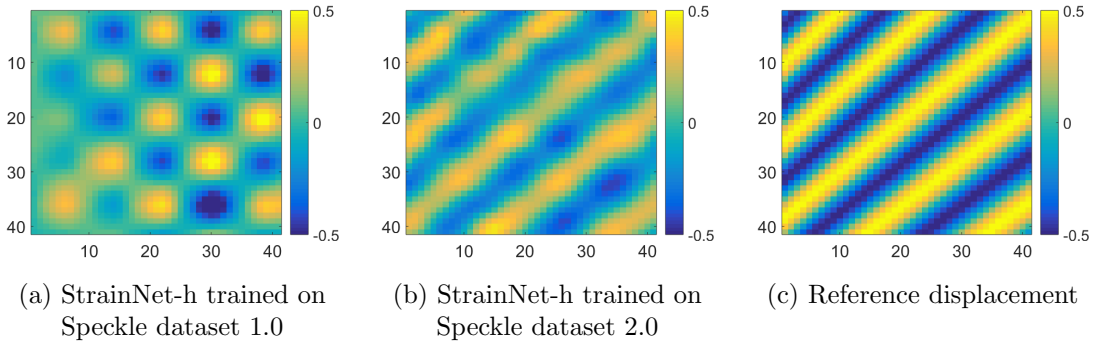 0.5 0.5 0.5
10 10 10
20 0 20 0 20 0
30 30 30
40 -0.5 40 -0.5 40 -0.5
10 20 30 40 10 20 30 40 10 20 30 40
(a) StrainNet-h trained on
Speckle dataset 1.0
(b) StrainNet-h trained on
Speckle dataset 2.0
(c) Reference displacement